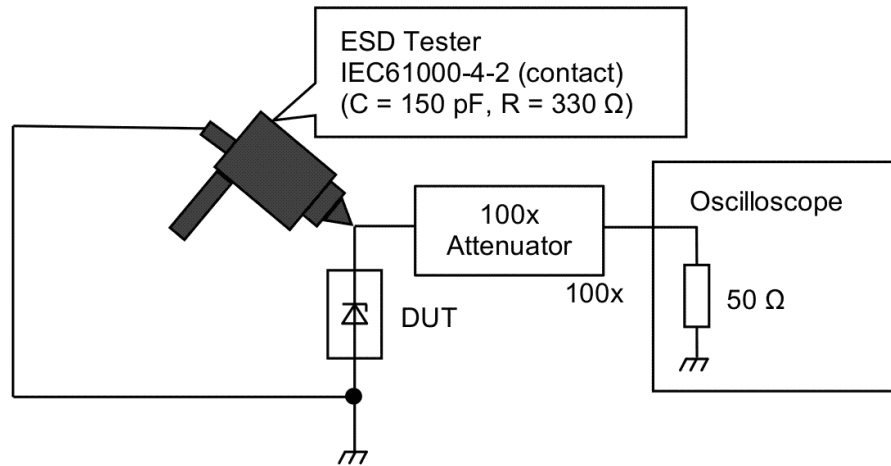 ESD Tester
IEC61000-4-2 (contact)
(C = 150 pF, R = 330 Ω)
100x
Attenuator
100x
Oscilloscope
50 Ω
DUT